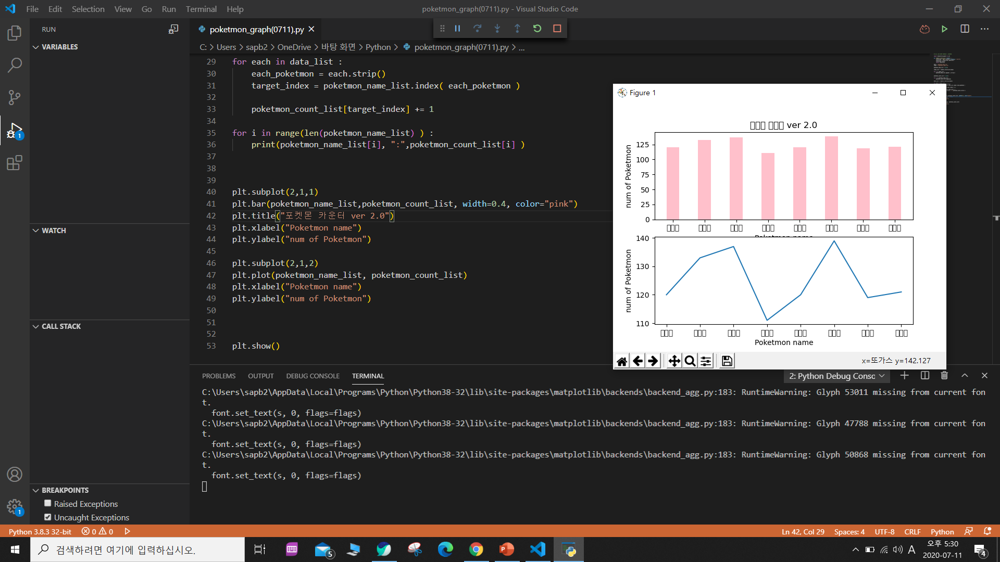 File Edit Selection View Go Run Terminal Help
poketmon_graph(0711).py - Visual Studio Code
RUN
VARIABLES
WATCH
CALL STACK
BREAKPOINTS
Raised Exceptions
Uncaught Exceptions
1
1
poketmon_graph(0711).py
C: > Users > sapb2 > OneDrive > 바탕 화면 > Python > poketmon_graph(0711).py > ...
29 for each in data_list :
30 each_poketmon = each.strip()
31 target_index = poketmon_name_list.index( each_poketmon )
32
33 poketmon_count_list[target_index] += 1
34
35 for i in range(len(poketmon_name_list) ) :
36 print(poketmon_name_list[i], ":",poketmon_count_list[i] )
37
38
39
40 plt.subplot(2,1,1)
41 plt.bar(poketmon_name_list,poketmon_count_list, width=0.4, color="pink")
42 plt.title("포켓몬 카운터 ver 2.0")
43 plt.xlabel("Poketmon name")
44 plt.ylabel("num of Poketmon")
45
46 plt.subplot(2,1,2)
47 plt.plot(poketmon_name_list, poketmon_count_list)
48 plt.xlabel("Poketmon name")
49 plt.ylabel("num of Poketmon")
50
51
52
53 plt.show()
Figure 1
□□□ □□□ ver 2.0
num of Poketmon
125
100
75
50
25
0
□□□ □□□ □□□ □□□ □□□ □□□ □□□ □□□
Poketmon name
num of Poketmon
140
130
120
110
□□□ □□□ □□□ □□□ □□□ □□□ □□□ □□□
Poketmon name
x=또가스 y=142.127
PROBLEMS OUTPUT DEBUG CONSOLE TERMINAL
2: Python Debug Consc
C:\Users\sapb2\AppData\Local\Programs\Python\Python38-32\lib\site-packages\matplotlib\backends\backend_agg.py:183: RuntimeWarning: Glyph 53011 missing from current fon
t.
font.set_text(s, 0, flags=flags)
C:\Users\sapb2\AppData\Local\Programs\Python\Python38-32\lib\site-packages\matplotlib\backends\backend_agg.py:183: RuntimeWarning: Glyph 47788 missing from current fon
t.
font.set_text(s, 0, flags=flags)
C:\Users\sapb2\AppData\Local\Programs\Python\Python38-32\lib\site-packages\matplotlib\backends\backend_agg.py:183: RuntimeWarning: Glyph 50868 missing from current fon
t.
font.set_text(s, 0, flags=flags)
Python 3.8.3 32-bit 0 0
Ln 42, Col 29 Spaces: 4 UTF-8 CRLF Python
검색하려면 여기에 입력하십시오.
5
A
오후 5:30
2020-07-11
4